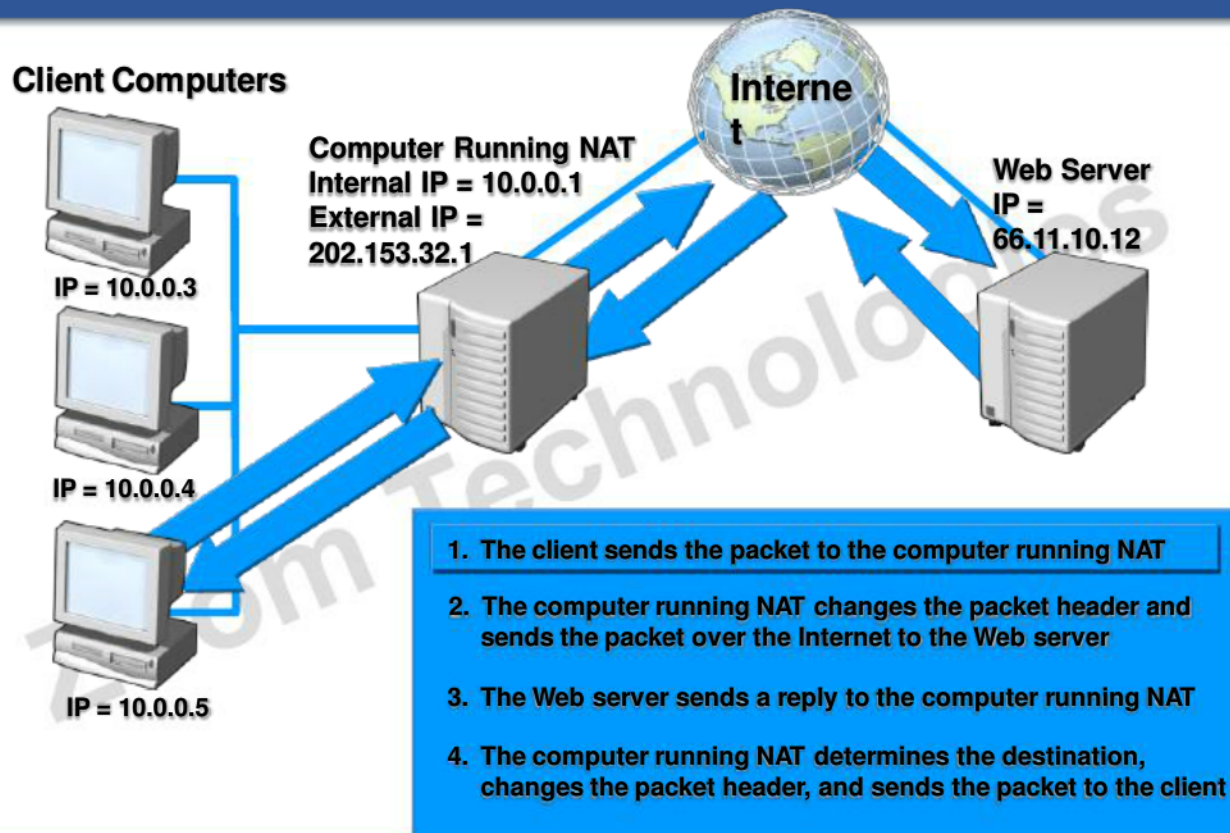 Client Computers
Interne
t
Computer Running NAT
Internal IP = 10.0.0.1
External IP =
202.153.32.1
Web Server
IP =
66.11.10.12
IP = 10.0.0.3
IP = 10.0.0.4
IP = 10.0.0.5
1. The client sends the packet to the computer running NAT
2. The computer running NAT changes the packet header and
sends the packet over the Internet to the Web server
3. The Web server sends a reply to the computer running NAT
4. The computer running NAT determines the destination,
changes the packet header, and sends the packet to the client
Technologies